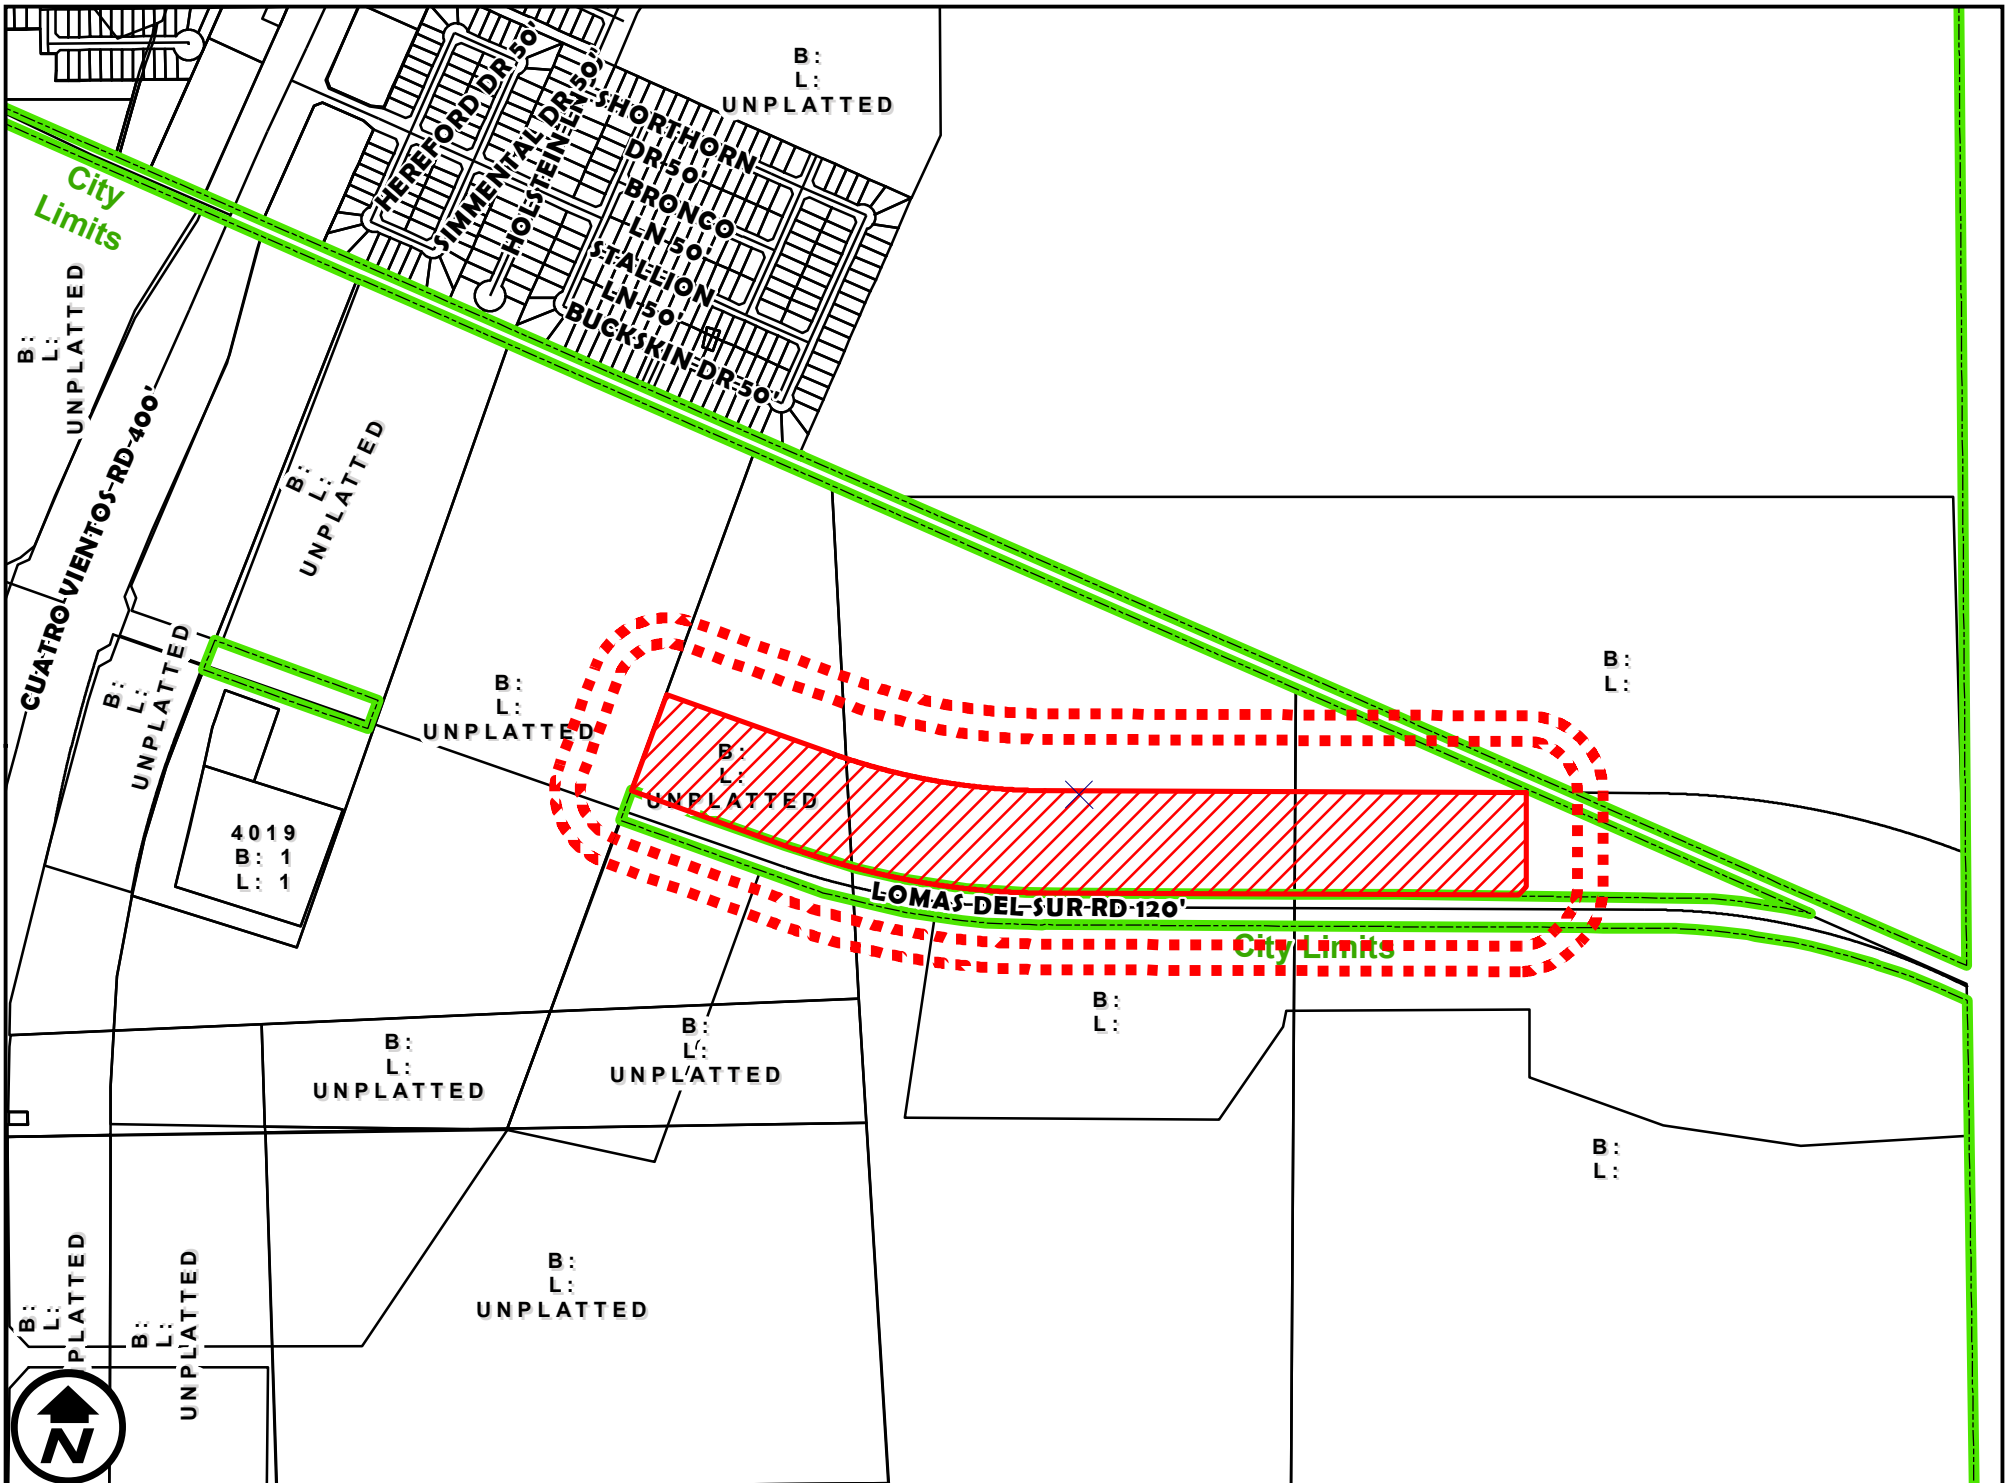 HEREFORD DR 50'
SIMMENTAL DR 50'
HOLSTEIN LN
SHORTHORN
DR 50'
BRONCO
LN 50'
STALLION
LN 50'
BUCKSKIN DR 50'
B:
L:
UNPLATTED
City
Limits
B:
L:
UNPLATTED
CUATRO VIENTOS RD 400'
B:
L:
UNPLATTED
B:
L:
UNPLATTED
B:
L:
UNPLATTED
B:
L:
UNPLATTED
B:
L:
4019
B: 1
L: 1
LOMAS DEL SUR RD 120'
City Limits
B:
L:
B:
L:
UNPLATTED
B:
L:
UNPLATTED
B:
L:
B:
L:
UNPLATTED
B:
L:
PLATTED
B:
L:
UNPLATTED
N